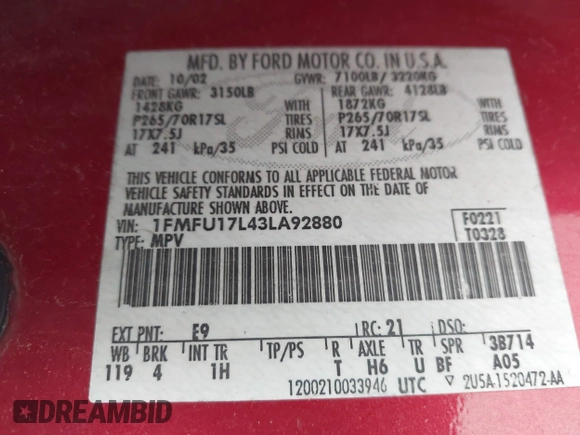 MFD. BY FORD MOTOR CO. IN U.S.A.
DATE: 10/02 GVWR: 7100LB/ 3220KG
FRONT GAWR: 3150LB REAR GAWR: 4128LB
1428KG WITH 1872KG WITH
P265/70R17SL TIRES P265/70R17SL TIRES
17X7.5J RIMS 17X7.5J RIMS
AT 241 kPa/35 PSI COLD AT 241 kPa/35 PSI COLD
THIS VEHICLE CONFORMS TO ALL APPLICABLE FEDERAL MOTOR
VEHICLE SAFETY STANDARDS IN EFFECT ON THE DATE OF
MANUFACTURE SHOWN ABOVE.
VIN: 1FMFU17L43LA92880 F0221
TYPE: MPV T0328
EXT PNT: E9 RC: 21 DSO:
WB BRK INT TR TP/PS R AXLE TR SPR 3B714
119 4 1H T H6 U BF A05
1200210033946 UTC ▽ 2U5A-1520472-AA
DREAMBID DREAMBID